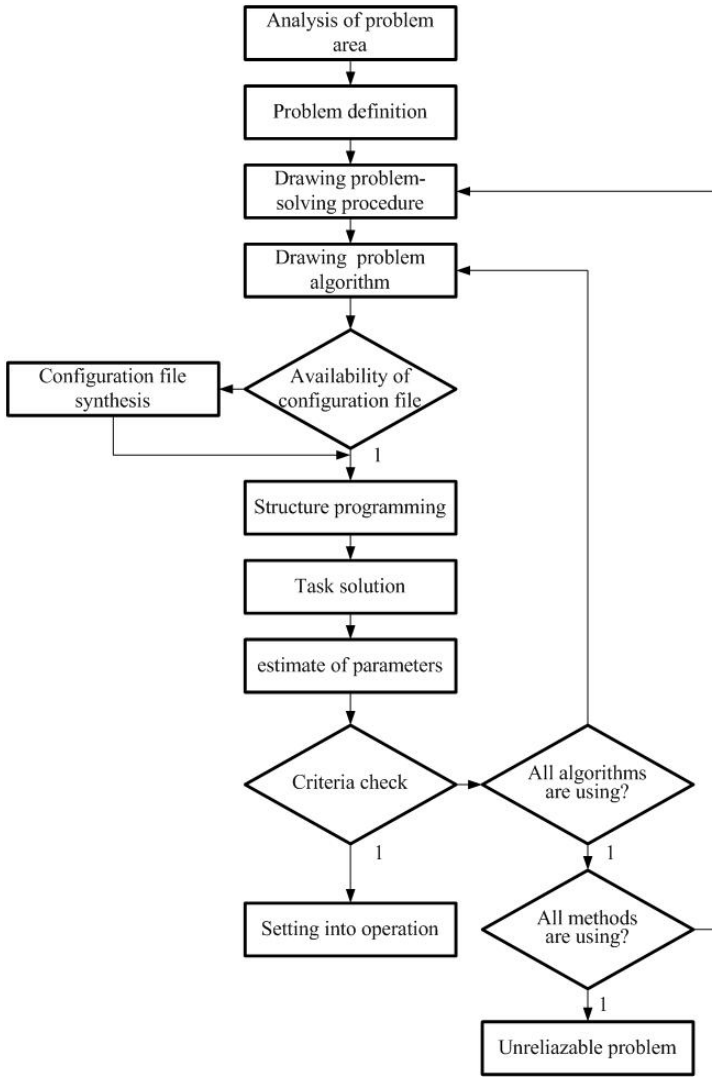 Analysis of problem
area
Problem definition
Drawing problem-
solving procedure
Drawing problem
algorithm
Configuration file
synthesis
Availability of
configuration file
1
Structure programming
Task solution
estimate of parameters
Criteria check
All algorithms
are using?
1
1
Setting into operation
All methods
are using?
1
Unreliazable problem